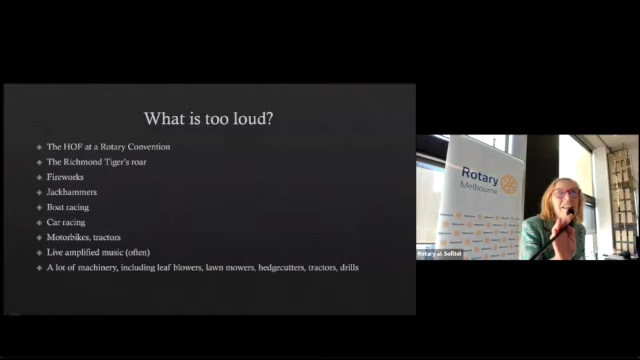 What is too loud?
The HOF at a Rotary Convention
The Richmond Tiger's roar
Fireworks
Jackhammers
Boat racing
Car racing
Motorbikes, tractors
Live amplified music (often)
A lot of machinery, including leaf blowers, lawn mowers, hedgecutters, tractors, drills
Rotary
Melbourne
Rotary at Sofitel